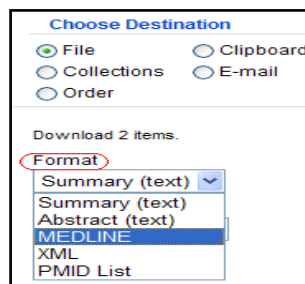 Choose Destination
File Clipboard
Collections E-mail
Order
Download 2 items.
Format
Summary (text)
Summary (text)
Abstract (text)
MEDLINE
XML
PMID List